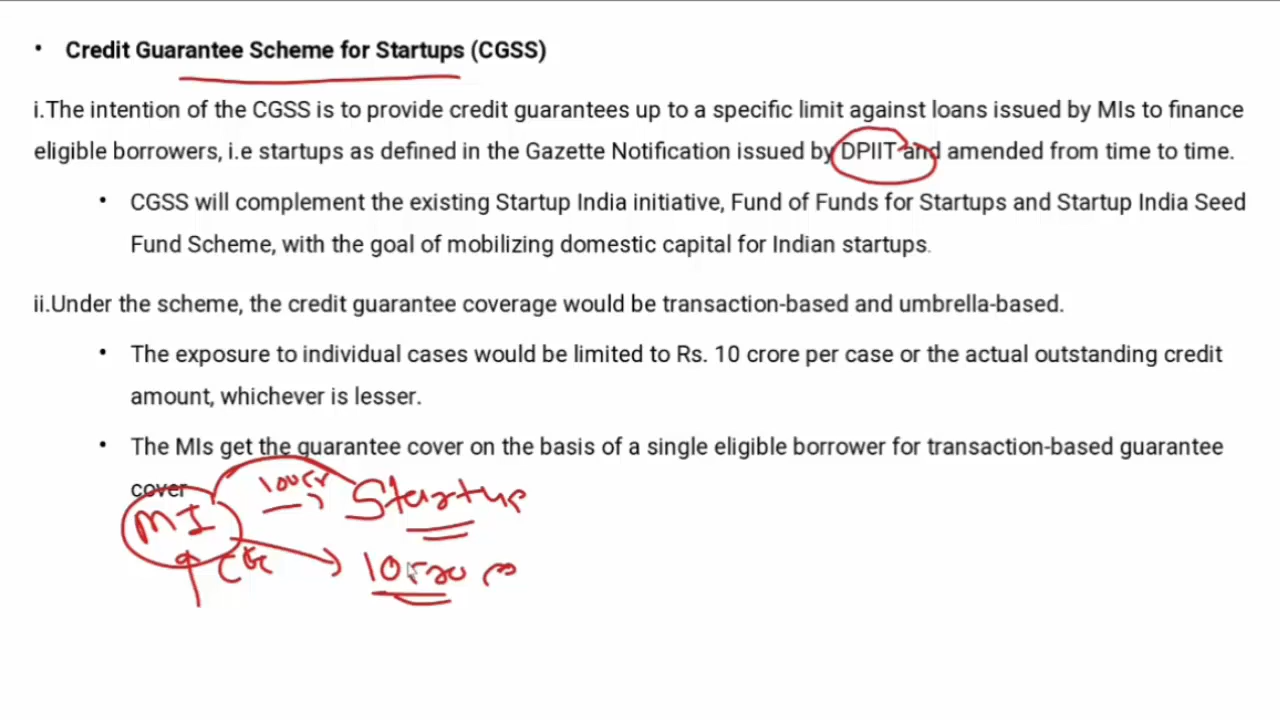 • Credit Guarantee Scheme for Startups (CGSS)
i.The intention of the CGSS is to provide credit guarantees up to a specific limit against loans issued by MIs to finance
eligible borrowers, i.e startups as defined in the Gazette Notification issued by DPIIT and amended from time to time.
• CGSS will complement the existing Startup India initiative, Fund of Funds for Startups and Startup India Seed
Fund Scheme, with the goal of mobilizing domestic capital for Indian startups.
ii.Under the scheme, the credit guarantee coverage would be transaction-based and umbrella-based.
• The exposure to individual cases would be limited to Rs. 10 crore per case or the actual outstanding credit
amount, whichever is lesser.
• The MIs get the guarantee cover on the basis of a single eligible borrower for transaction-based guarantee
cover
MI Startup
CG